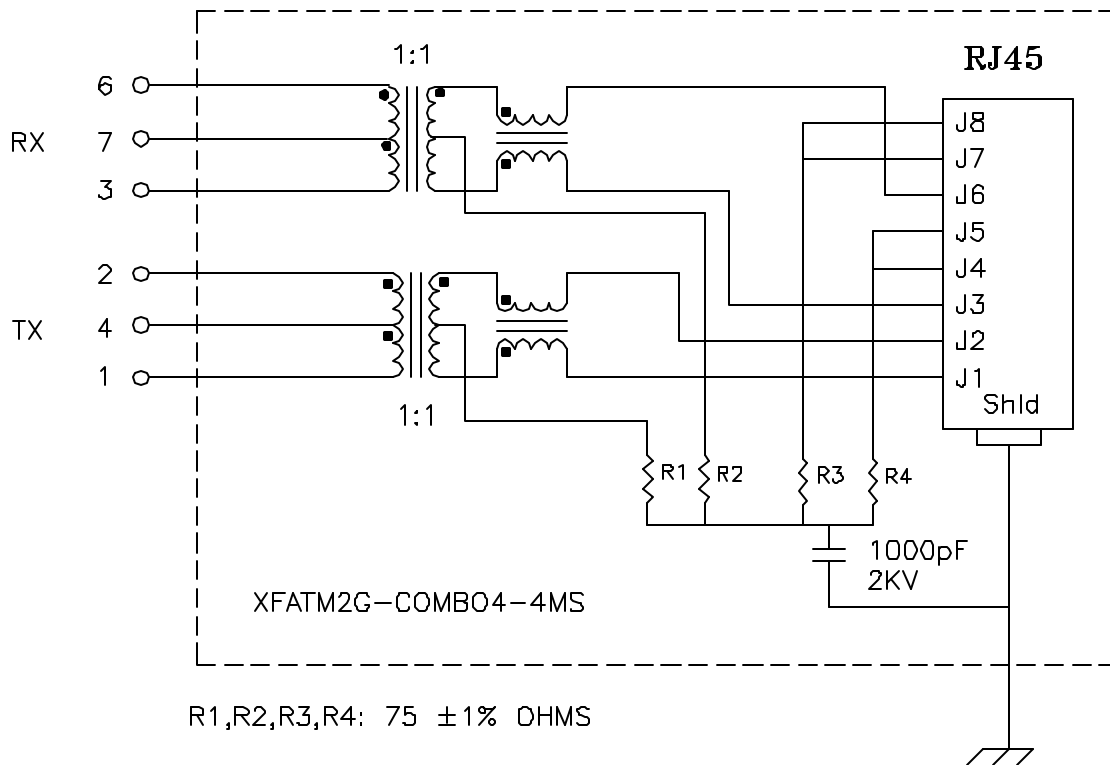 1:1
RJ45
6
RX
7
3
J8
J7
J6
J5
J4
J3
J2
J1
Shld
2
TX
4
1
1:1
R1
R2
R3
R4
1000pF
2KV
XFATM2G-COMBO4-4MS
R1,R2,R3,R4: 75 ±1% OHMS